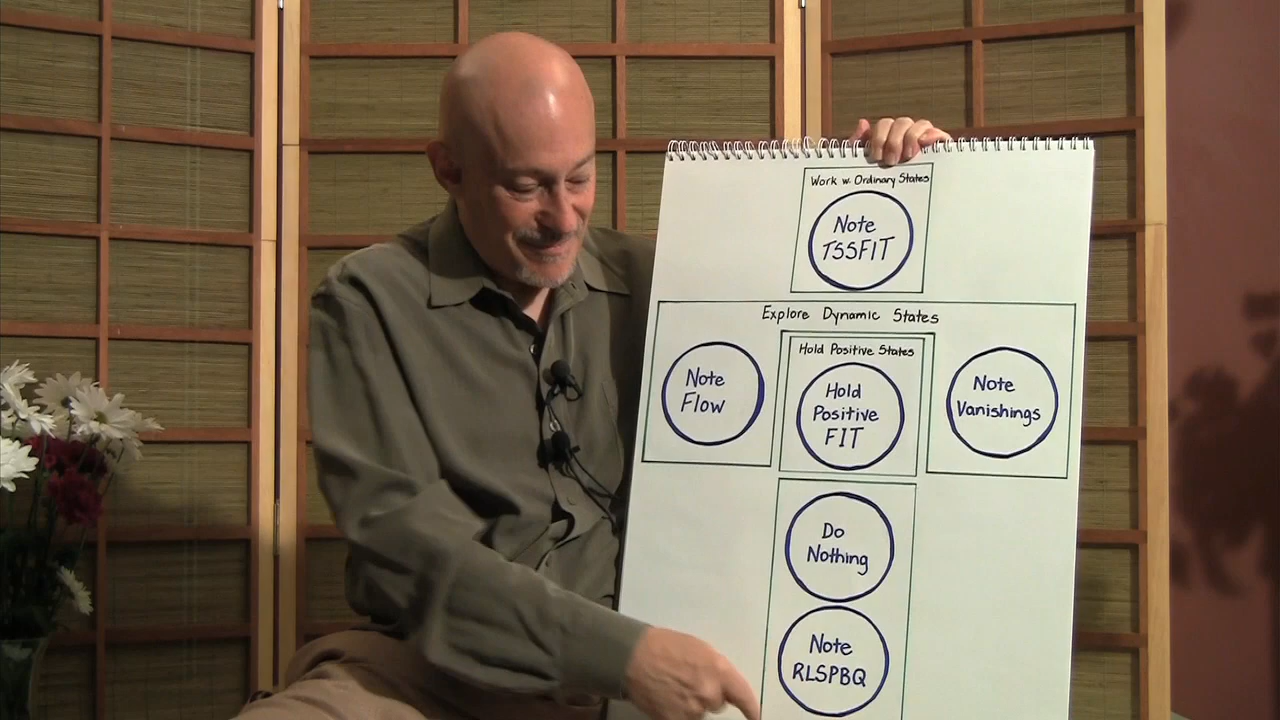 Work w. Ordinary States
Note
TSSFIT
Explore Dynamic States
Note
Flow
Hold Positive States
Hold
Positive
FIT
Note
Vanishings
Do
Nothing
Note
RLSPBQ